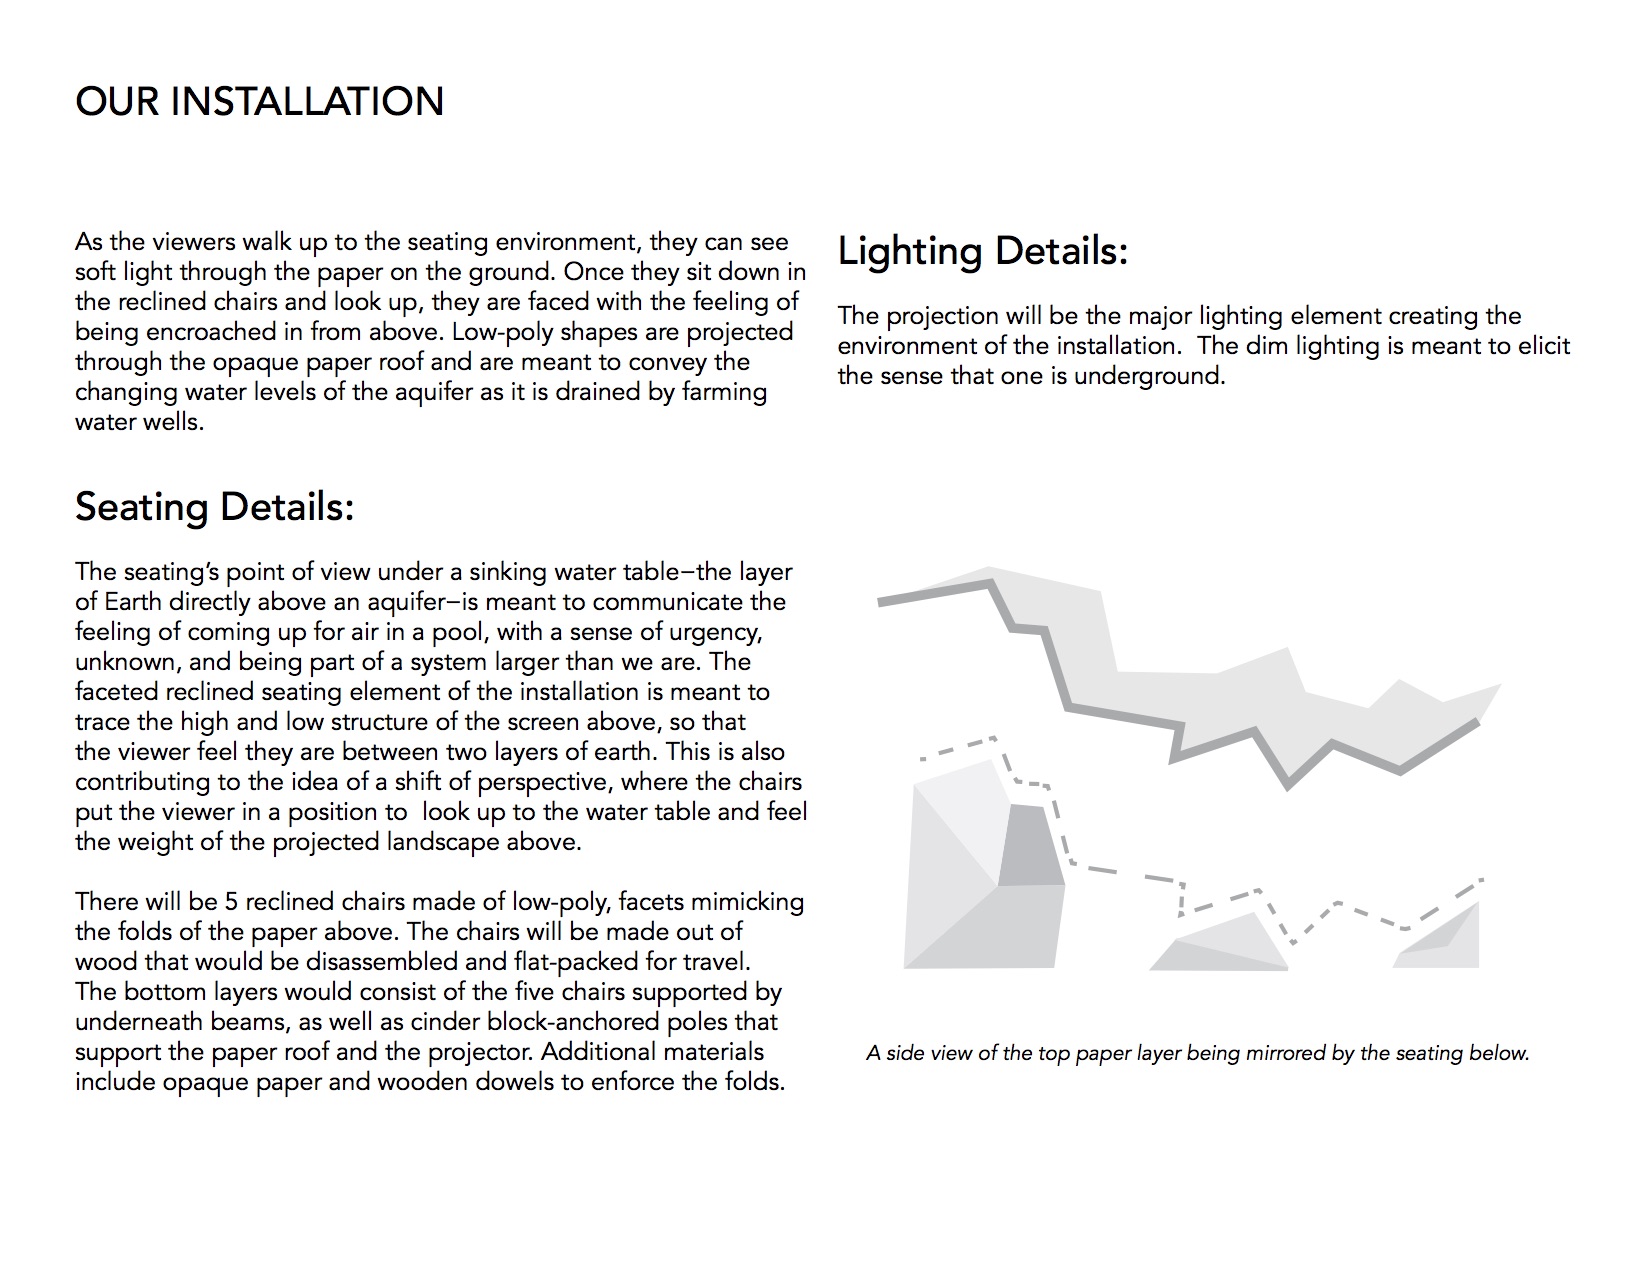 OUR INSTALLATION
As the viewers walk up to the seating environment, they can see
soft light through the paper on the ground. Once they sit down in
the reclined chairs and look up, they are faced with the feeling of
being encroached in from above. Low-poly shapes are projected
through the opaque paper roof and are meant to convey the
changing water levels of the aquifer as it is drained by farming
water wells.
Seating Details:
The seating’s point of view under a sinking water table–the layer
of Earth directly above an aquifer–is meant to communicate the
feeling of coming up for air in a pool, with a sense of urgency,
unknown, and being part of a system larger than we are. The
faceted reclined seating element of the installation is meant to
trace the high and low structure of the screen above, so that
the viewer feel they are between two layers of earth. This is also
contributing to the idea of a shift of perspective, where the chairs
put the viewer in a position to  look up to the water table and feel
the weight of the projected landscape above.
There will be 5 reclined chairs made of low-poly, facets mimicking
the folds of the paper above. The chairs will be made out of
wood that would be disassembled and flat-packed for travel.
The bottom layers would consist of the five chairs supported by
underneath beams, as well as cinder block-anchored poles that
support the paper roof and the projector. Additional materials
include opaque paper and wooden dowels to enforce the folds.
Lighting Details:
The projection will be the major lighting element creating the
environment of the installation.  The dim lighting is meant to elicit
the sense that one is underground.
A side view of the top paper layer being mirrored by the seating below.